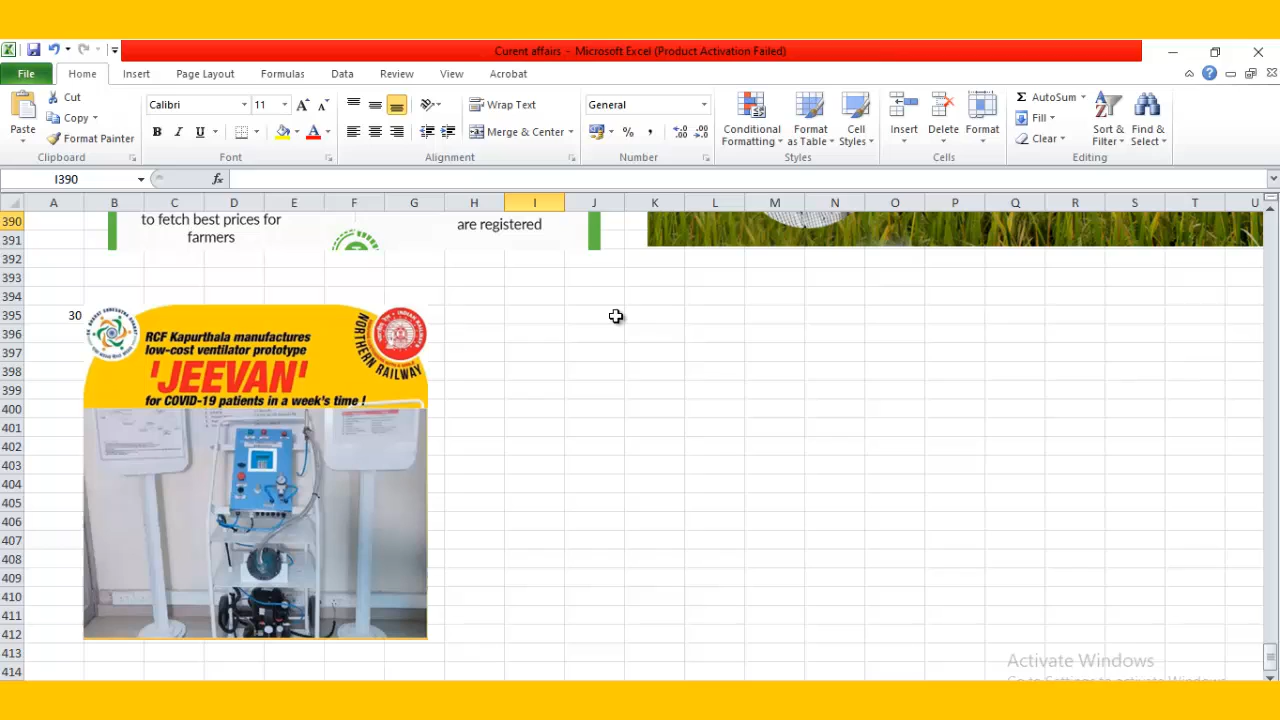 Curent affairs - Microsoft Excel (Product Activation Failed)
File Home Insert Page Layout Formulas Data Review View Acrobat
Paste
Cut
Copy
Format Painter
Clipboard
Calibri 11
B I U
Font
Wrap Text
Merge & Center
Alignment
General
% ,
Number
Conditional Formatting
Format as Table
Cell Styles
Styles
Insert Delete Format
Cells
AutoSum
Fill
Clear
Sort & Filter
Find & Select
Editing
I390
fx
A B C D E F G H I J K L M N O P Q R S T U
390
391
392
393
394
395
396
397
398
399
400
401
402
403
404
405
406
407
408
409
410
411
412
413
414
to fetch best prices for
farmers
are registered
30
RCF Kapurthala manufactures
low-cost ventilator prototype
'JEEVAN'
for COVID-19 patients in a week's time !
NORTHERN RAILWAY
Activate Windows